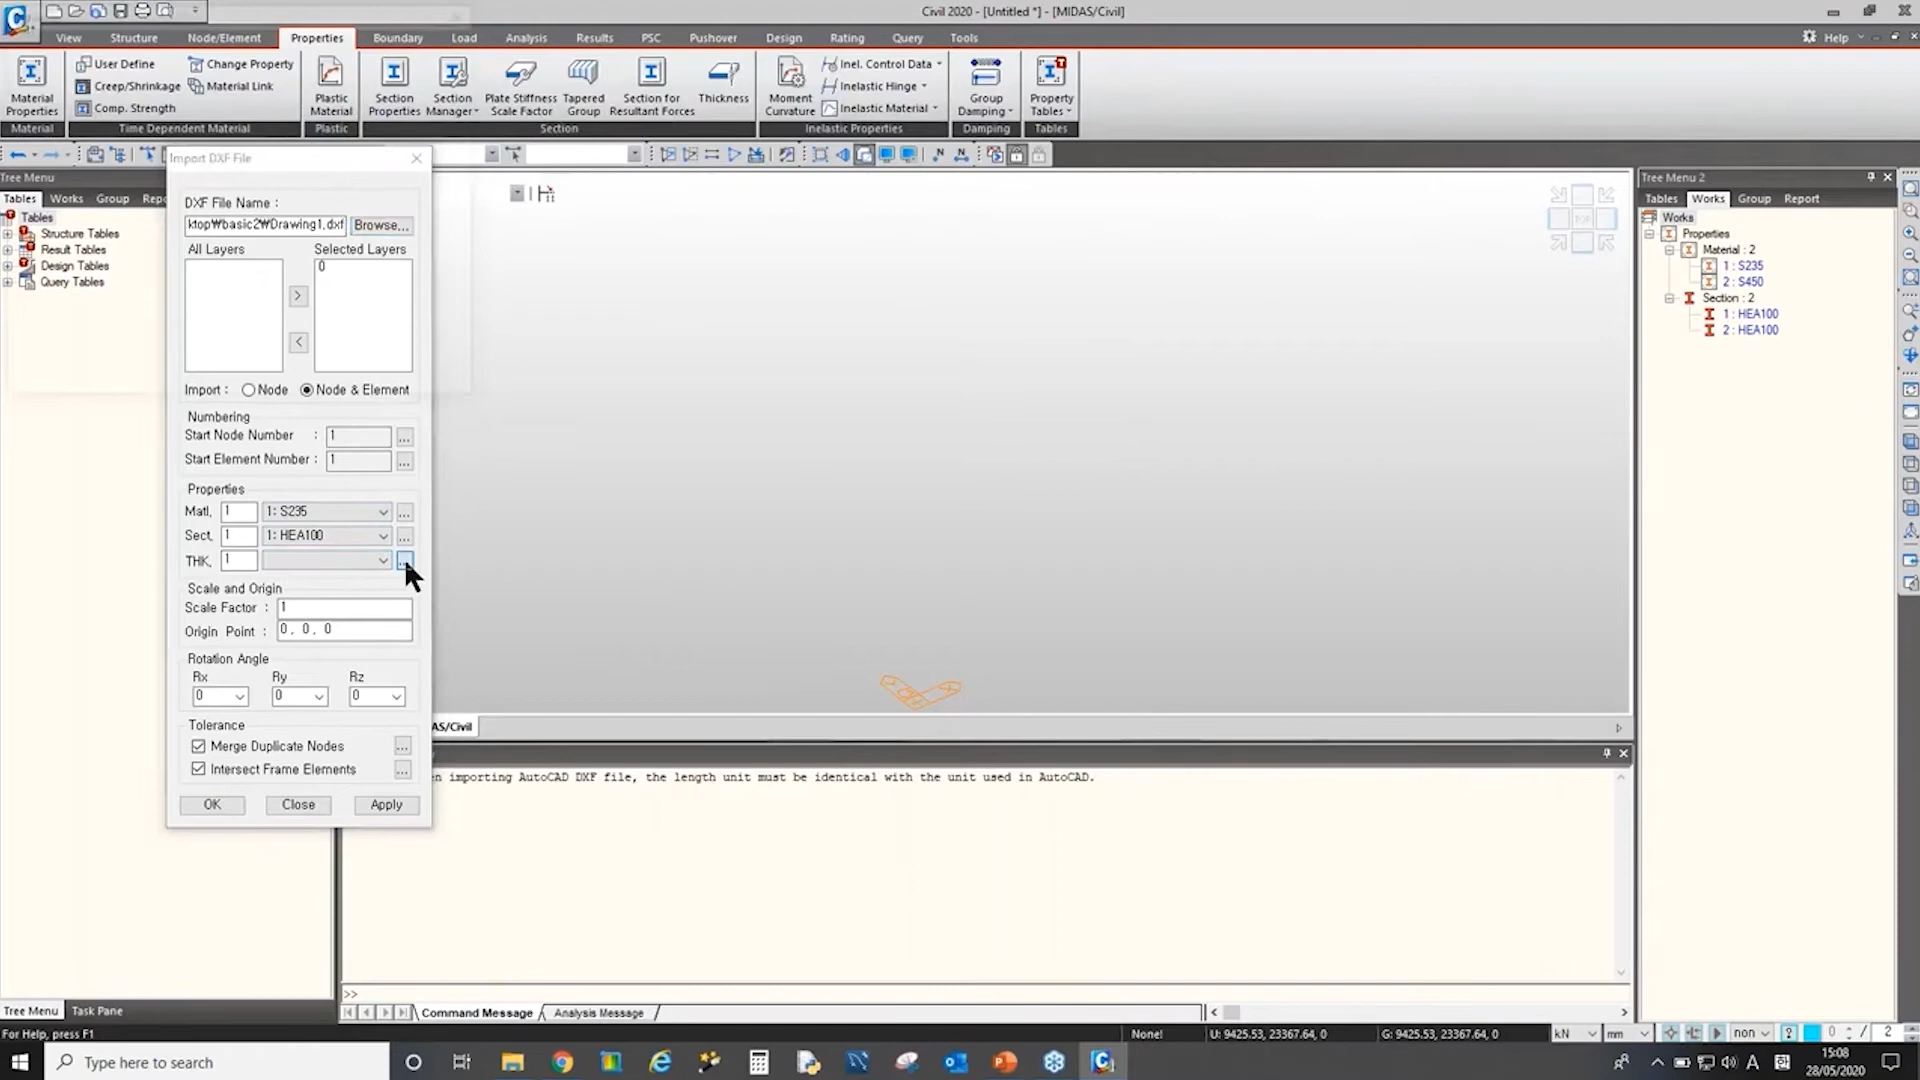 Civil 2020 - [Untitled *] - [MIDAS/Civil]
View Structure Node/Element Properties Boundary Load Analysis Results PSC Pushover Design Rating Query Tools Help
User Define Change Property
Creep/Shrinkage Material Link
Comp. Strength
Material Properties
Plastic Material
Section Properties
Section Manager
Plate Stiffness Scale Factor
Tapered Group
Section for Resultant Forces
Thickness
Moment Curvature
Inel. Control Data
Inelastic Hinge
Inelastic Material
Group Damping
Property Tables
Material Time Dependent Material Plastic Section Inelastic Properties Damping Tables
Import DXF File
Tree Menu
Tables Works Group Repo
Tables
Structure Tables
Result Tables
Design Tables
Query Tables
DXF File Name :
ktop₩basic2₩Drawing1.dxf Browse...
All Layers Selected Layers
0
>
<
Import : Node Node & Element
Numbering
Start Node Number : 1 ...
Start Element Number : 1 ...
Properties
Matl. 1 1: S235 ...
Sect. 1 1: HEA100 ...
THK. 1 ...
Scale and Origin
Scale Factor : 1
Origin Point : 0, 0, 0
Rotation Angle
Rx Ry Rz
0 0 0
Tolerance
Merge Duplicate Nodes ...
Intersect Frame Elements ...
OK Close Apply
TOP
AS/Civil
en importing AutoCAD DXF file, the length unit must be identical with the unit used in AutoCAD.
>>
Command Message Analysis Message
Tree Menu 2
Tables Works Group Report
Works
Properties
Material : 2
1 : S235
2 : S450
Section : 2
1 : HEA100
2 : HEA100
Tree Menu Task Pane
For Help, press F1
None! U: 9425.53, 23367.64, 0 G: 9425.53, 23367.64, 0 kN mm non ? 0 / 2
Type here to search
A
15:08
28/05/2020